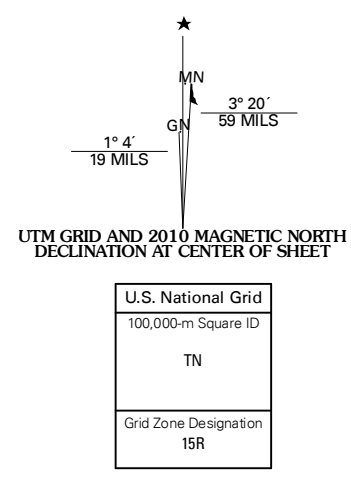 ★
MN
GN
3° 20´
59 MILS
1° 4´
19 MILS
UTM GRID AND 2010 MAGNETIC NORTH
DECLINATION AT CENTER OF SHEET
U.S. National Grid
100,000-m Square ID
TN
Grid Zone Designation
15R